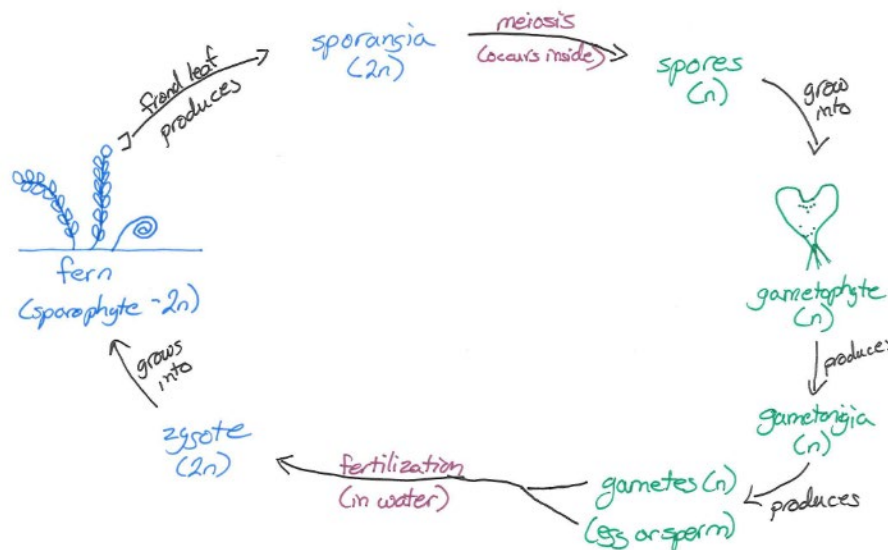 sporangia
(2n)
meiosis
(occurs inside)
spores
(n)
grow
into
gametophyte
(n)
produces
gametangia
(n)
produces
gametes (n)
(egg or sperm)
fertilization
(in water)
zygote
(2n)
grows
into
fern
(sporophyte - 2n)
frond leaf
produces